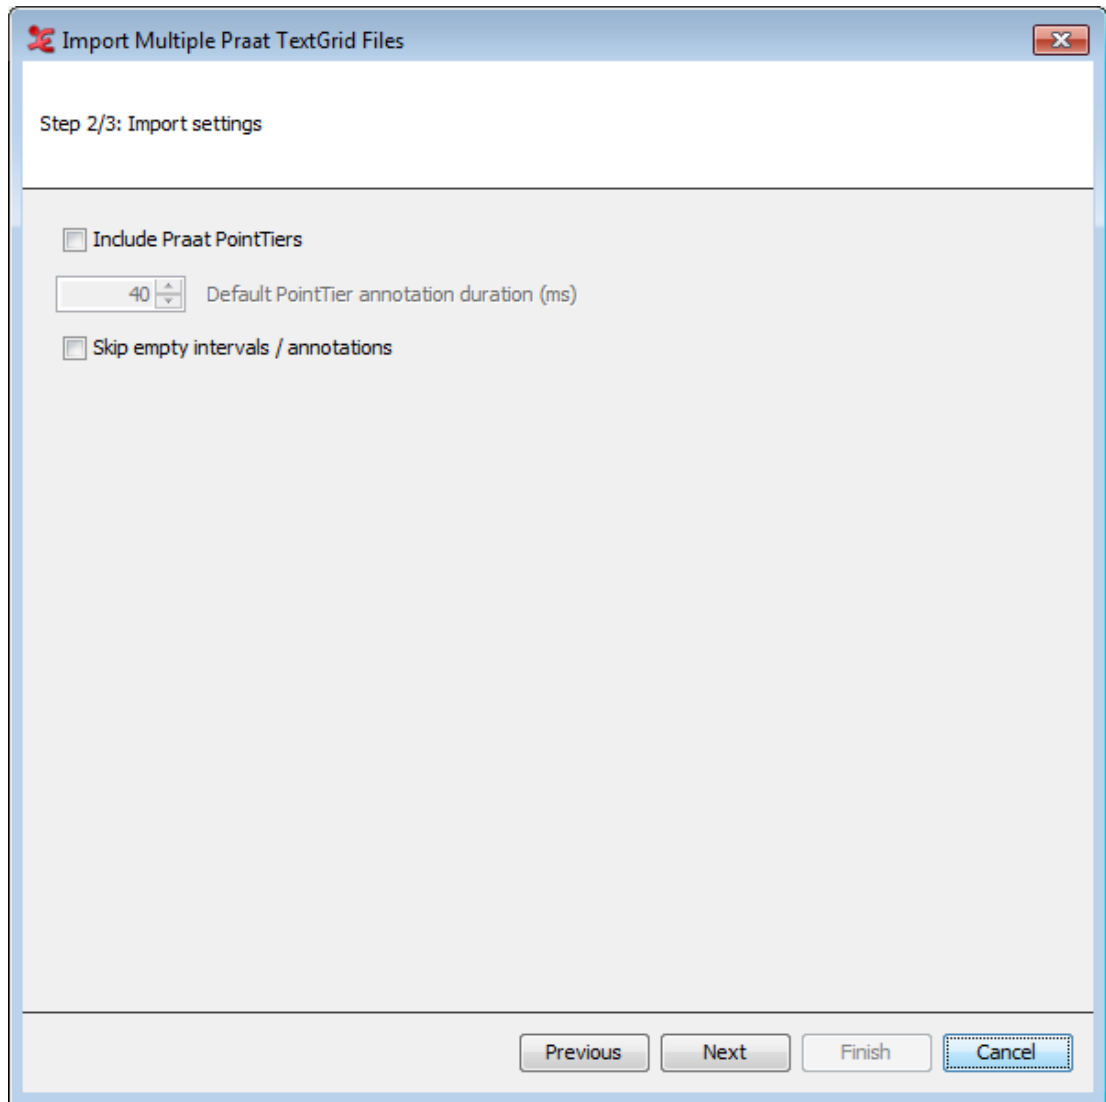 Import Multiple Praat TextGrid Files
Step 2/3: Import settings
Include Praat PointTiers
40 Default PointTier annotation duration (ms)
Skip empty intervals / annotations
Previous Next Finish Cancel